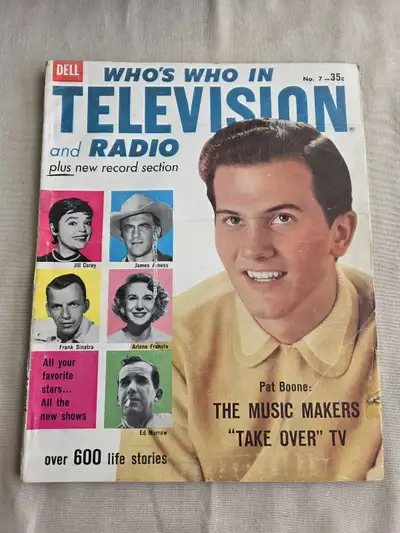 DELL
WHO'S WHO IN
No. 7 — 35c
TELEVISION
and RADIO
plus new record section
Jill Corey
James Arness
Frank Sinatra
Arlene Francis
All your
favorite
stars...
All the
new shows
Ed Murrow
over 600 life stories
Pat Boone:
THE MUSIC MAKERS
"TAKE OVER" TV